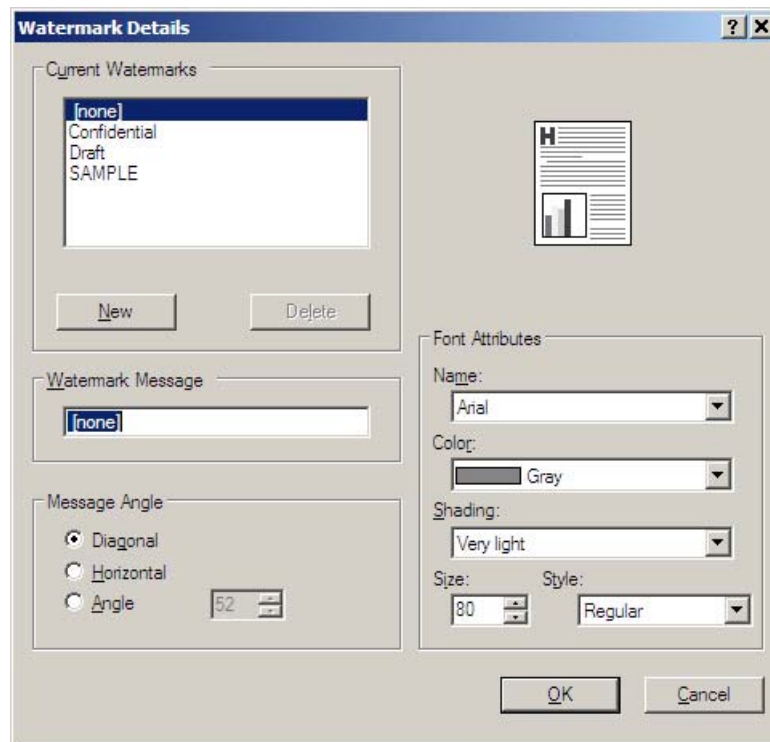 Watermark Details
Current Watermarks
[none]
Confidential
Draft
SAMPLE
New
Delete
Watermark Message
[none]
Message Angle
Diagonal
Horizontal
Angle
52
H
Font Attributes
Name:
Arial
Color:
Gray
Shading:
Very light
Size:
Style:
80
Regular
OK
Cancel